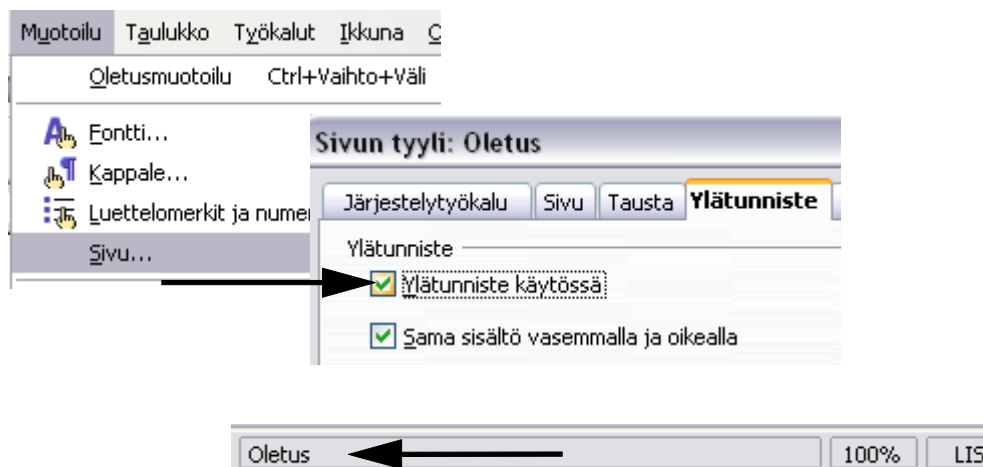 Muotoilu Taulukko Työkalut Ikkuna
Oletusmuotoilu Ctrl+Vaihto+Väli
Fontti...
Kappale...
Luettelomerkit ja
Sivu...
Sivun tyyli: Oletus
Järjestelytyökalu Sivu Tausta Ylätunniste
Ylätunniste
Ylätunniste käytössä
Sama sisältö vasemmalla ja oikealla
Oletus 100% LIS